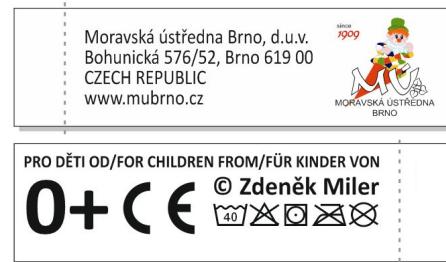 Moravská ústředna Brno, d.u.v.
Bohunická 576/52, Brno 619 00
CZECH REPUBLIC
www.mubrno.cz
since
1909
MORAVSKÁ ÚSTŘEDNA
BRNO
PRO DĚTI OD/FOR CHILDREN FROM/FÜR KINDER VON
0+ CE
© Zdeněk Miler
40